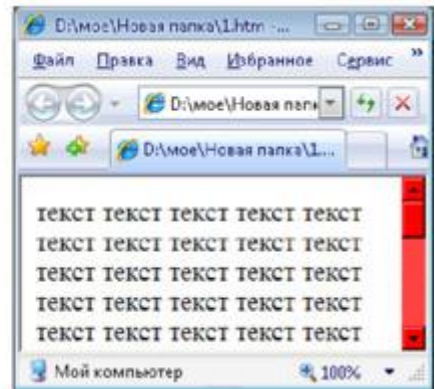 D:\мое\Новая папка\1.htm -...
Файл Правка Вид Избранное Сервис »
D:\мое\Новая папк
D:\мое\Новая папка\1....
текст текст текст текст текст
текст текст текст текст текст
текст текст текст текст текст
текст текст текст текст текст
текст текст текст текст текст
Мой компьютер 100%